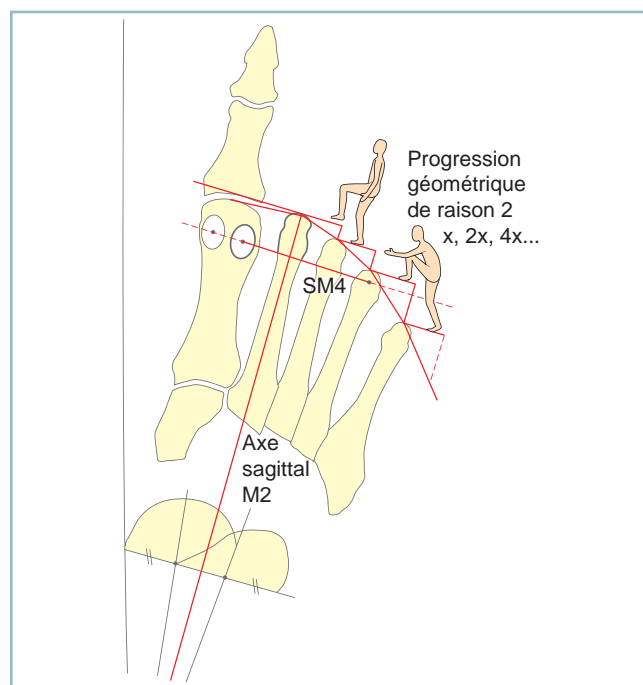 Progression
géométrique
de raison 2
x, 2x, 4x...
SM4
Axe
sagittal
M2